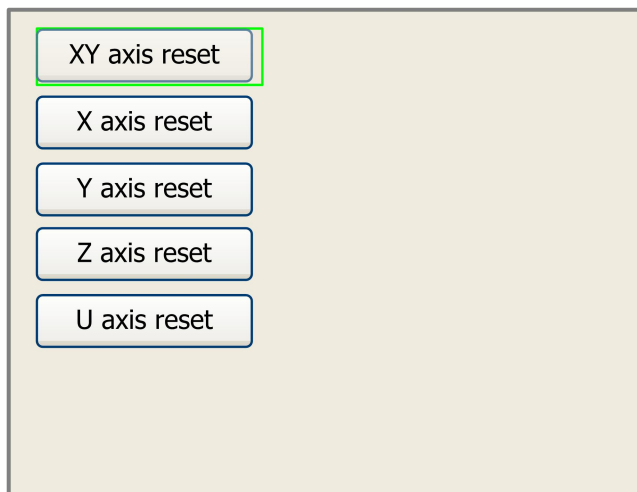 XY axis reset
X axis reset
Y axis reset
Z axis reset
U axis reset